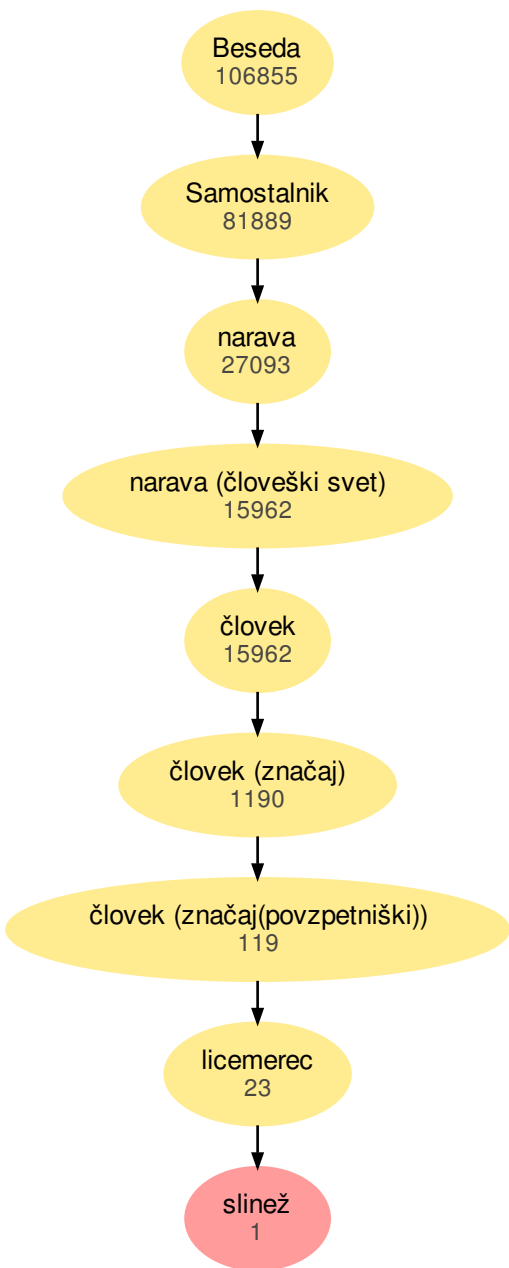 Beseda
106855
Samostalnik
81889
narava
27093
narava (človeški svet)
15962
človek
15962
človek (značaj)
1190
človek (značaj(povzpetniški))
119
licemerec
23
slinež
1